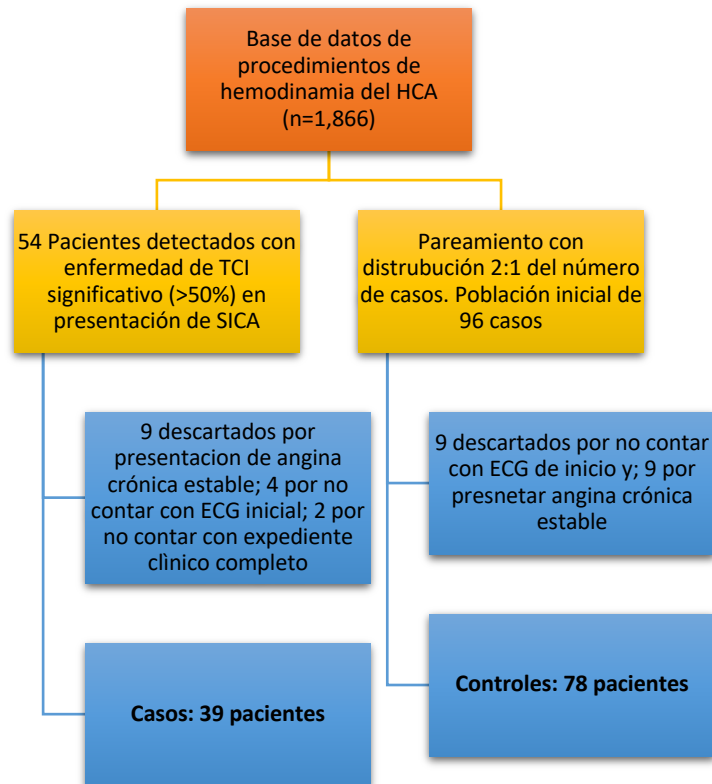 Base de datos de
procedimientos de
hemodinamia del HCA
(n=1,866)
54 Pacientes detectados con
enfermedad de TCI
significativo (>50%) en
presentación de SICA
Pareamiento con
distrubución 2:1 del número
de casos. Población inicial de
96 casos
9 descartados por
presentacion de angina
crónica estable; 4 por no
contar con ECG inicial; 2 por
no contar con expediente
clìnico completo
9 descartados por no contar
con ECG de inicio y; 9 por
presnetar angina crónica
estable
Casos: 39 pacientes
Controles: 78 pacientes